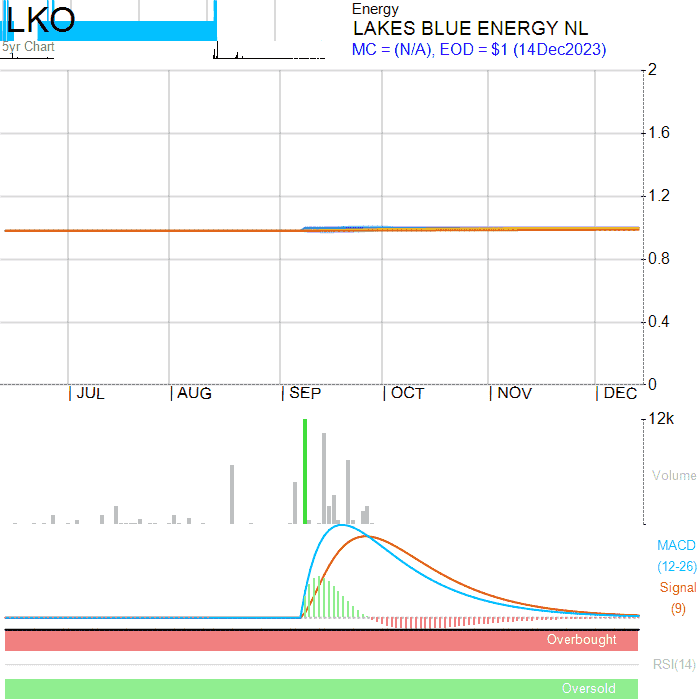 LKO
5yr Chart
Energy
LAKES BLUE ENERGY NL
MC = (N/A), EOD = $1 (14Dec2023)
2
1.6
1.2
0.8
0.4
0
JUL AUG SEP OCT NOV DEC
12k
Volume
MACD
(12-26)
Signal
(9)
Overbought
RSI(14)
Oversold